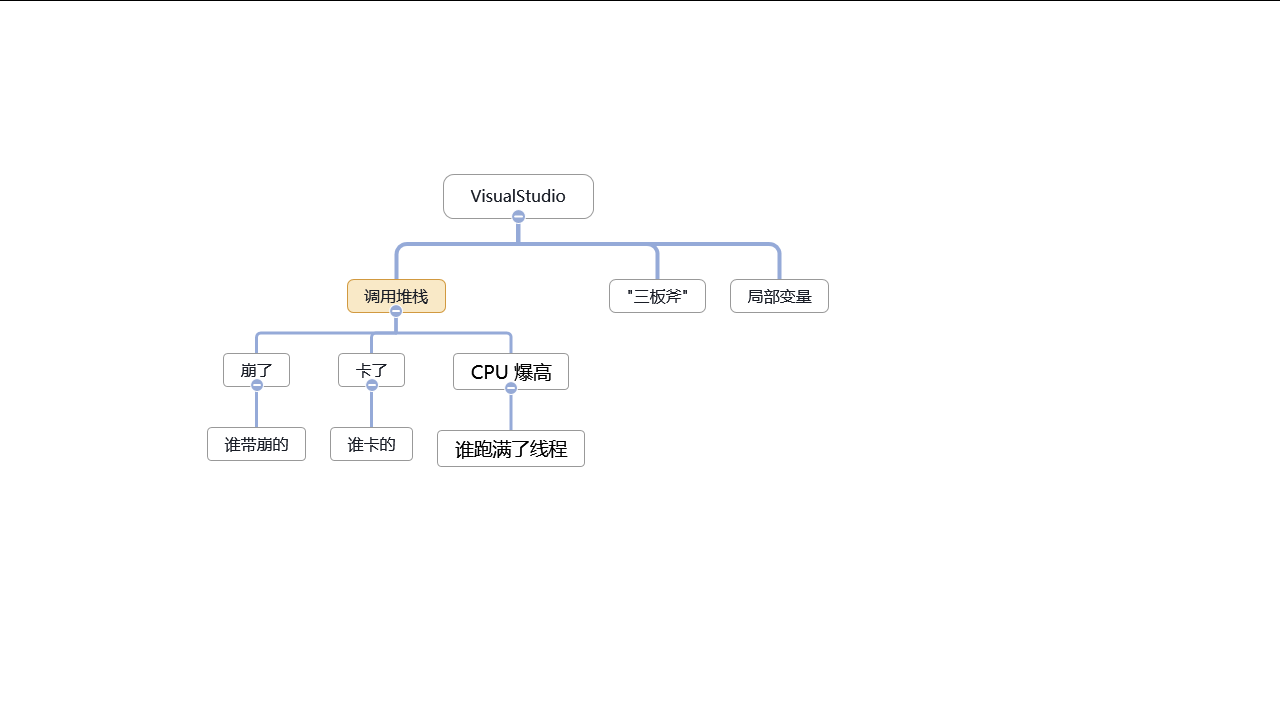 VisualStudio
调用堆栈
"三板斧"
局部变量
崩了
卡了
CPU 爆高
谁带崩的
谁卡的
谁跑满了线程